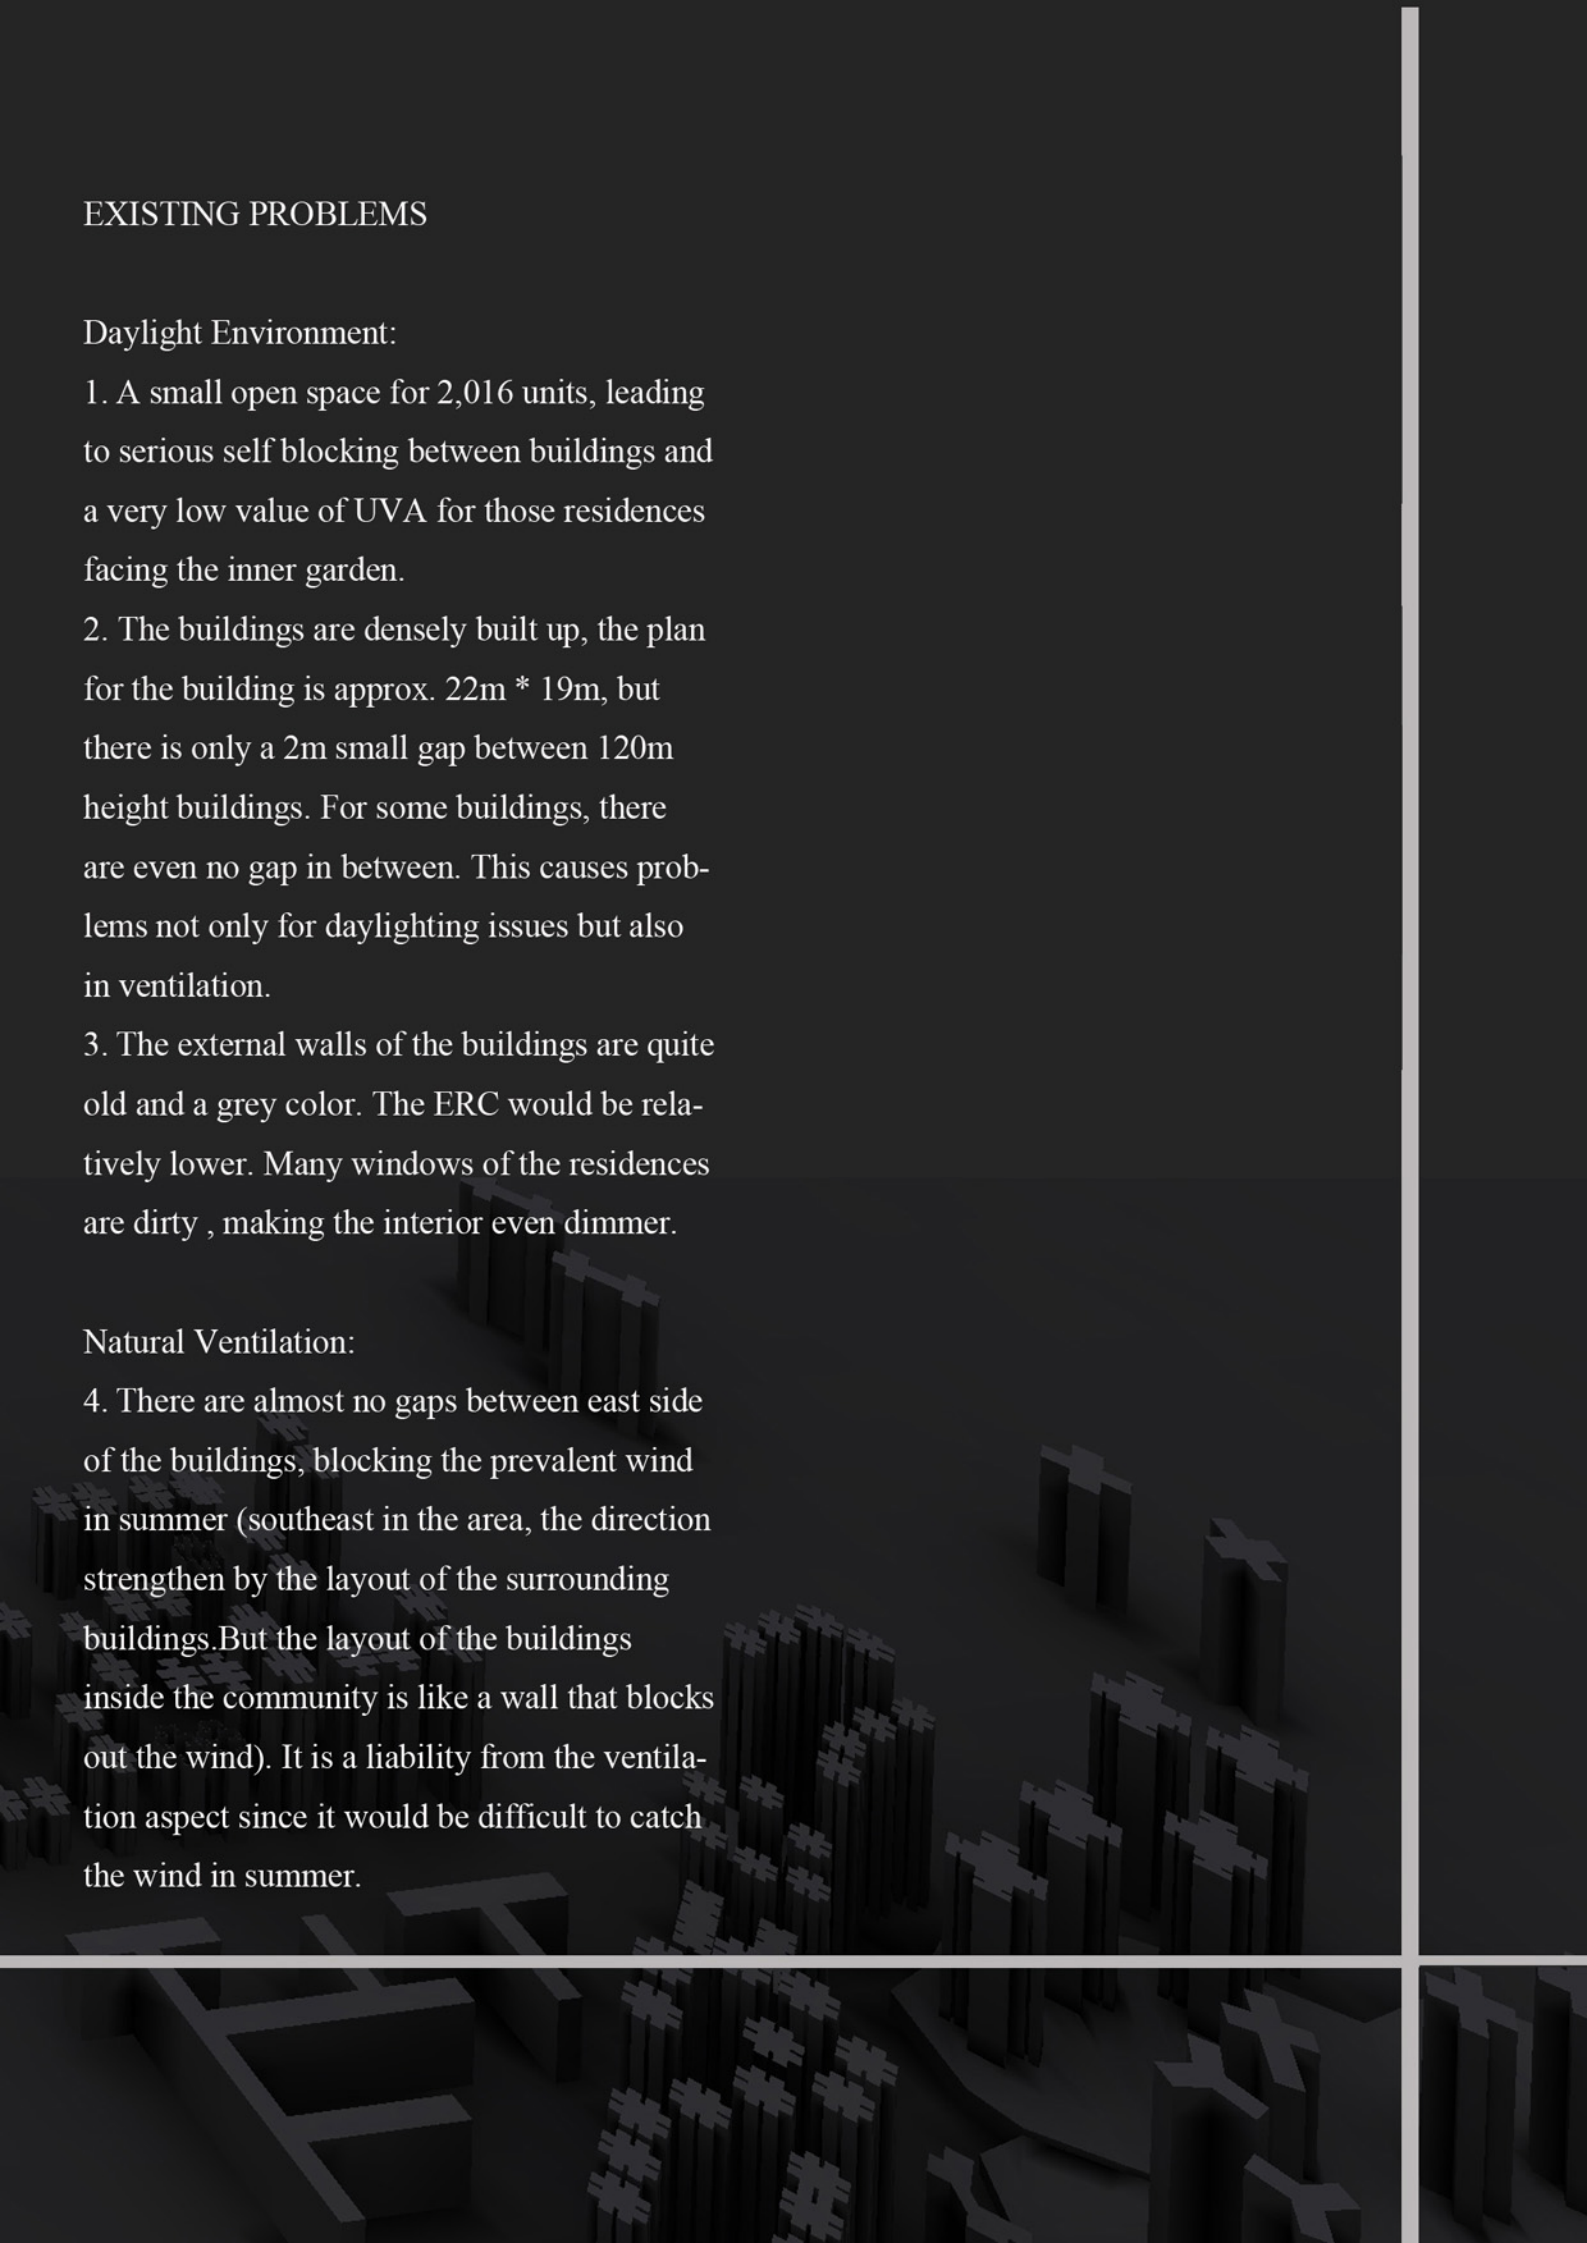 EXISTING PROBLEMS
Daylight Environment:
1. A small open space for 2,016 units, leading
to serious self blocking between buildings and
a very low value of UVA for those residences
facing the inner garden.
2. The buildings are densely built up, the plan
for the building is approx. 22m * 19m, but
there is only a 2m small gap between 120m
height buildings. For some buildings, there
are even no gap in between. This causes prob-
lems not only for daylighting issues but also
in ventilation.
3. The external walls of the buildings are quite
old and a grey color. The ERC would be rela-
tively lower. Many windows of the residences
are dirty , making the interior even dimmer.
Natural Ventilation:
4. There are almost no gaps between east side
of the buildings, blocking the prevalent wind
in summer (southeast in the area, the direction
strengthen by the layout of the surrounding
buildings.But the layout of the buildings
inside the community is like a wall that blocks
out the wind). It is a liability from the ventila-
tion aspect since it would be difficult to catch
the wind in summer.